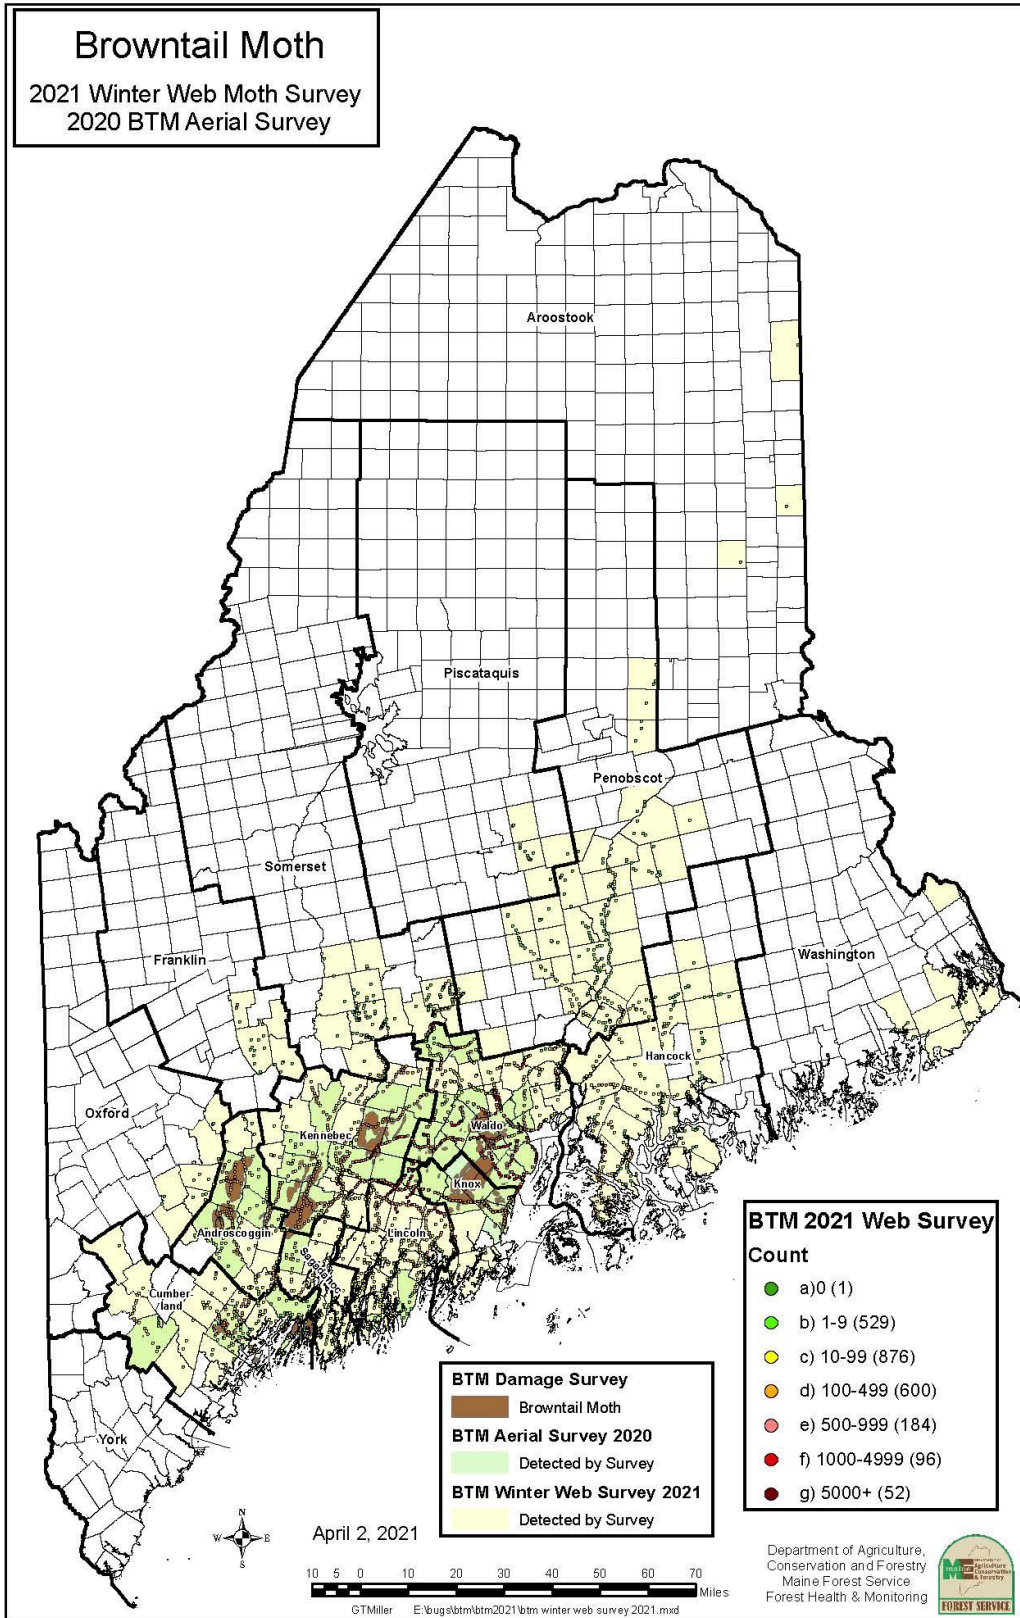 Browntail Moth
2021 Winter Web Moth Survey
2020 BTM Aerial Survey
Aroostook
Piscataquis
Penobscot
Somerset
Franklin
Washington
Hancock
Oxford
Kennebec
Waldo
Knox
Androscoggin
Lincoln
Sagadahoc
Cumber-
land
York
BTM 2021 Web Survey
Count
a)0 (1)
b) 1-9 (529)
c) 10-99 (876)
d) 100-499 (600)
e) 500-999 (184)
f) 1000-4999 (96)
g) 5000+ (52)
BTM Damage Survey
Browntail Moth
BTM Aerial Survey 2020
Detected by Survey
BTM Winter Web Survey 2021
Detected by Survey
N
W E
S
April 2, 2021
10 5 0 10 20 30 40 50 60 70
Miles
GTMiller E:\bugs\btm\btm2021\btm winter web survey 2021.mxd
Department of Agriculture,
Conservation and Forestry
Maine Forest Service
Forest Health & Monitoring
Agriculture
Conservation
& Forestry
FOREST SERVICE